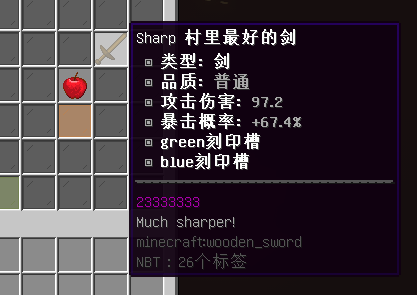 Sharp 村里最好的剑
▣ 类型: 剑
▣ 品质: 普通
▣ 攻击伤害: 97.2
▣ 暴击概率: +67.4%
▣ green刻印槽
▣ blue刻印槽
23333333
Much sharper!
minecraft:wooden_sword
NBT：26个标签